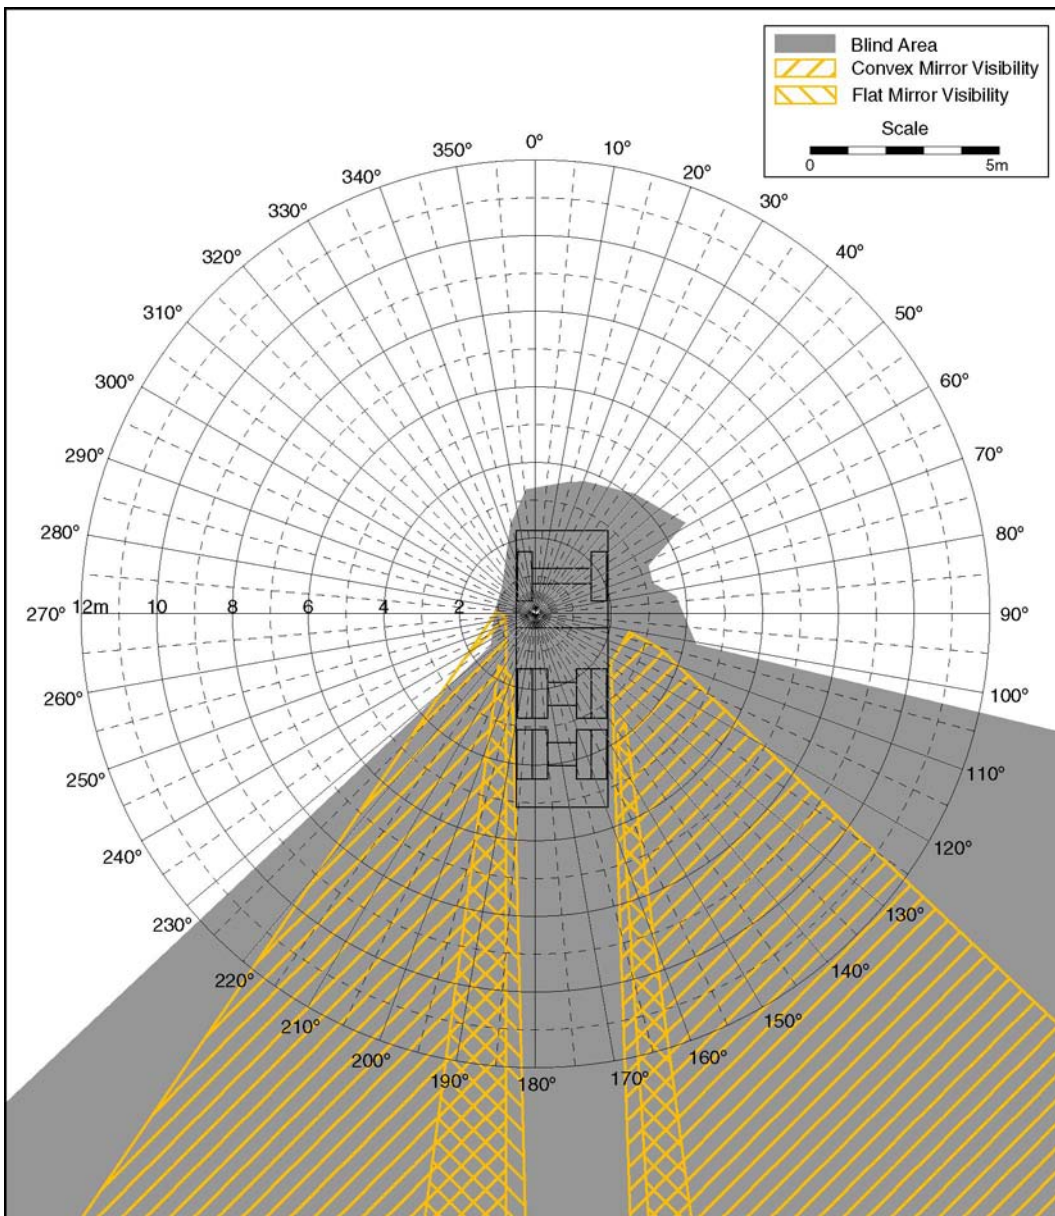 Blind Area
Convex Mirror Visibility
Flat Mirror Visibility
Scale
0 5m
0°
350° 10°
340° 20°
330° 30°
320° 40°
310° 50°
300° 60°
290° 70°
280° 80°
270° 12m 10 8 6 4 2 90°
260° 100°
250° 110°
240° 120°
230° 130°
220° 140°
210° 150°
200° 160°
190° 180° 170°